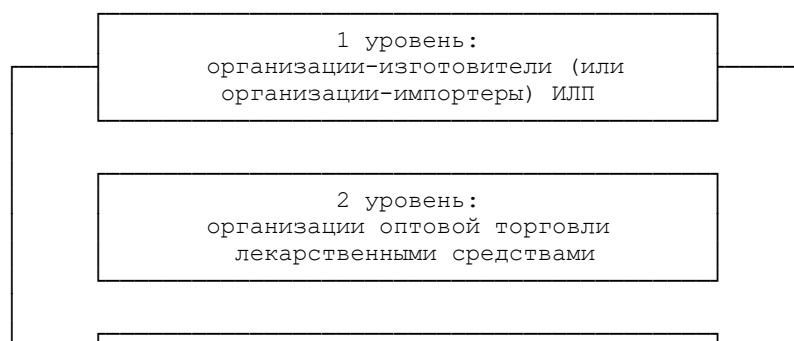 1 уровень:
организации-изготовители (или
организации-импортеры) ИЛП
2 уровень:
организации оптовой торговли
лекарственными средствами